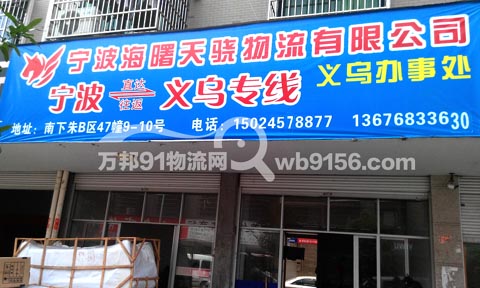 宁波海曙天骁物流有限公司
宁波 直达 往返 义乌专线 义乌办事处
地址：南下朱B区47幢9-10号 电话：15024578877 13676833630
万邦91物流网 wb9156.com